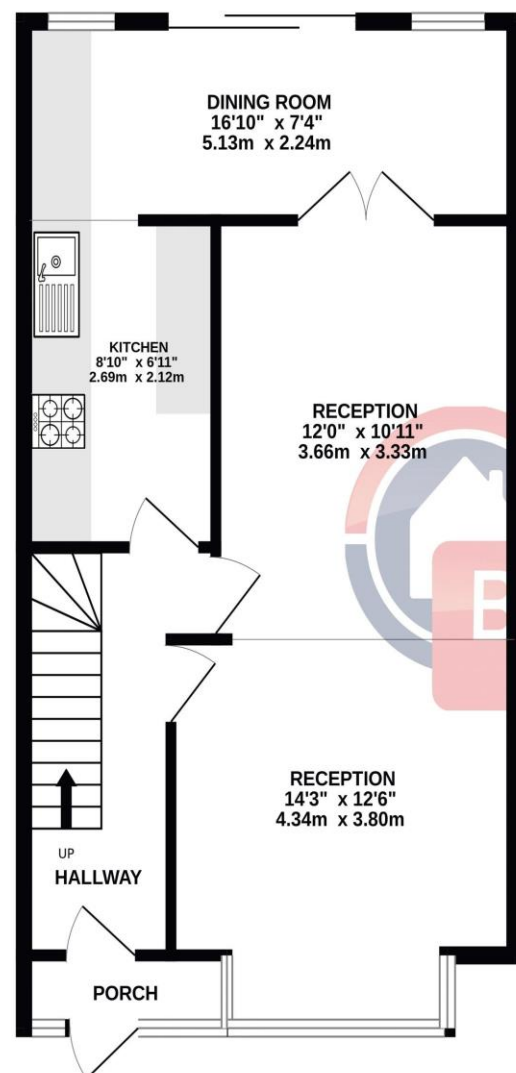 DINING ROOM
16'10" x 7'4"
5.13m x 2.24m
KITCHEN
8'10" x 6'11"
2.69m x 2.12m
RECEPTION
12'0" x 10'11"
3.66m x 3.33m
B
RECEPTION
14'3" x 12'6"
4.34m x 3.80m
UP
HALLWAY
PORCH